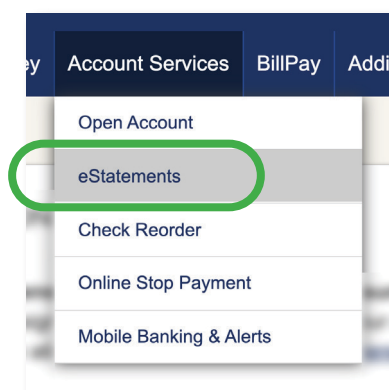 ey Account Services BillPay Addi
Open Account
eStatements
Check Reorder
Online Stop Payment
Mobile Banking & Alerts